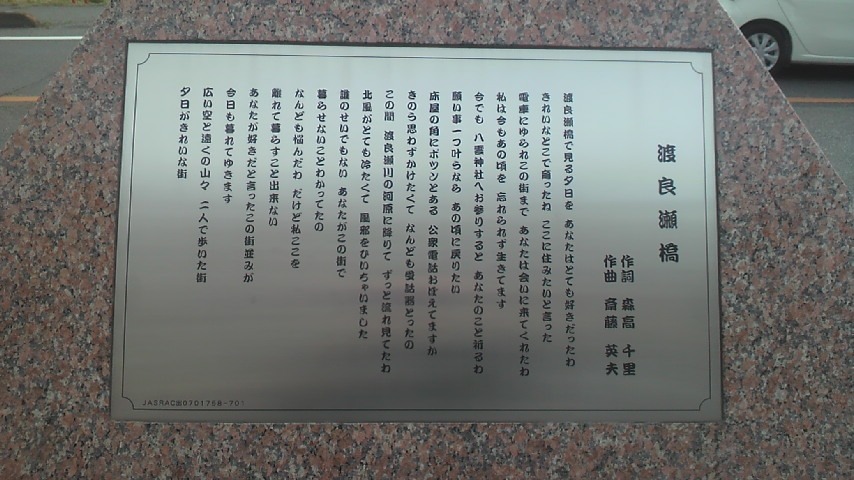 渡良瀬橋
作詞 森高 千里
作曲 斎藤 英夫
渡良瀬橋で見る夕日を あなたはとても好きだったわ
きれいなとこで育ったね ここに住みたいと言った
電車にゆられこの街まで あなたは会いに来てくれたわ
私は今もあの頃を 忘れられず生きてます
今でも 八雲神社へお参りすると あなたのこと祈るわ
願い事一つ叶うなら あの頃に戻りたい
床屋の角にポツンとある 公衆電話おぼえてますか
きのう思わずかけたくて なんども受話器とったの
この間 渡良瀬川の河原に降りて ずっと流れ見てたわ
北風がとても冷たくて 風邪をひいちゃいました
誰のせいでもない あなたがこの街で
暮らせないことわかってたの
なんども悩んだわ だけど私ここを
離れて暮らすこと出来ない
あなたが好きだと言ったこの街並みが
今日も暮れてゆきます
広い空と遠くの山々 二人で歩いた街
夕日がきれいな街
JASRAC出0701758-701